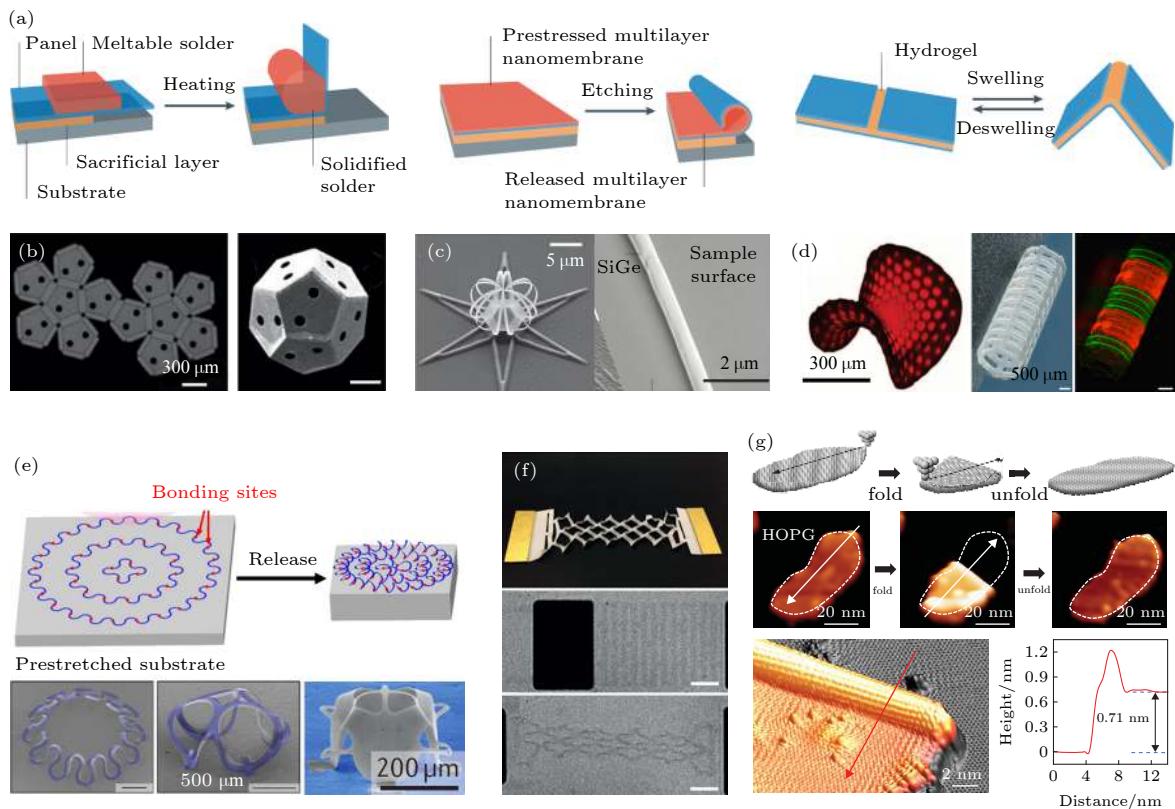 (a)
Panel
Meltable solder
Heating
Sacrificial layer
Substrate
Solidified
solder
Prestressed multilayer
nanomembrane
Etching
Released multilayer
nanomembrane
Hydrogel
Swelling
Deswelling
(b)
300 μm
(c)
5 μm
SiGe
Sample
surface
2 μm
(d)
300 μm
500 μm
(e)
Bonding sites
Release
Prestretched substrate
500 μm
200 μm
(f)
(g)
fold
unfold
HOPG
20 nm
fold
20 nm
unfold
20 nm
2 nm
Height/nm
1.2
0.9
0.6
0.3
0
0.71 nm
0 4 8 12
Distance/nm